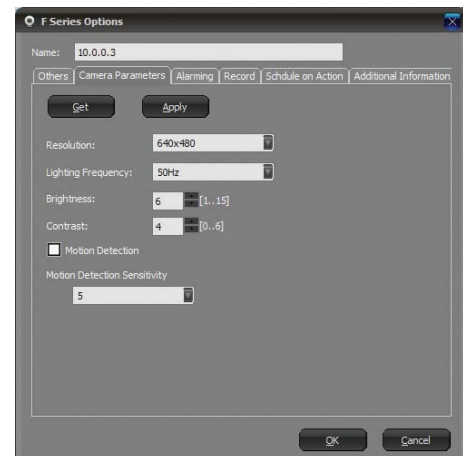 F Series Options
Name: 10.0.0.3
Others Camera Parameters Alarming Record Schdule on Action Additional Information
Get Apply
Resolution: 640x480
Lighting Frequency: 50Hz
Brightness: 6 [1..15]
Contrast: 4 [0..6]
Motion Detection
Motion Detection Sensitivity
5
OK Cancel